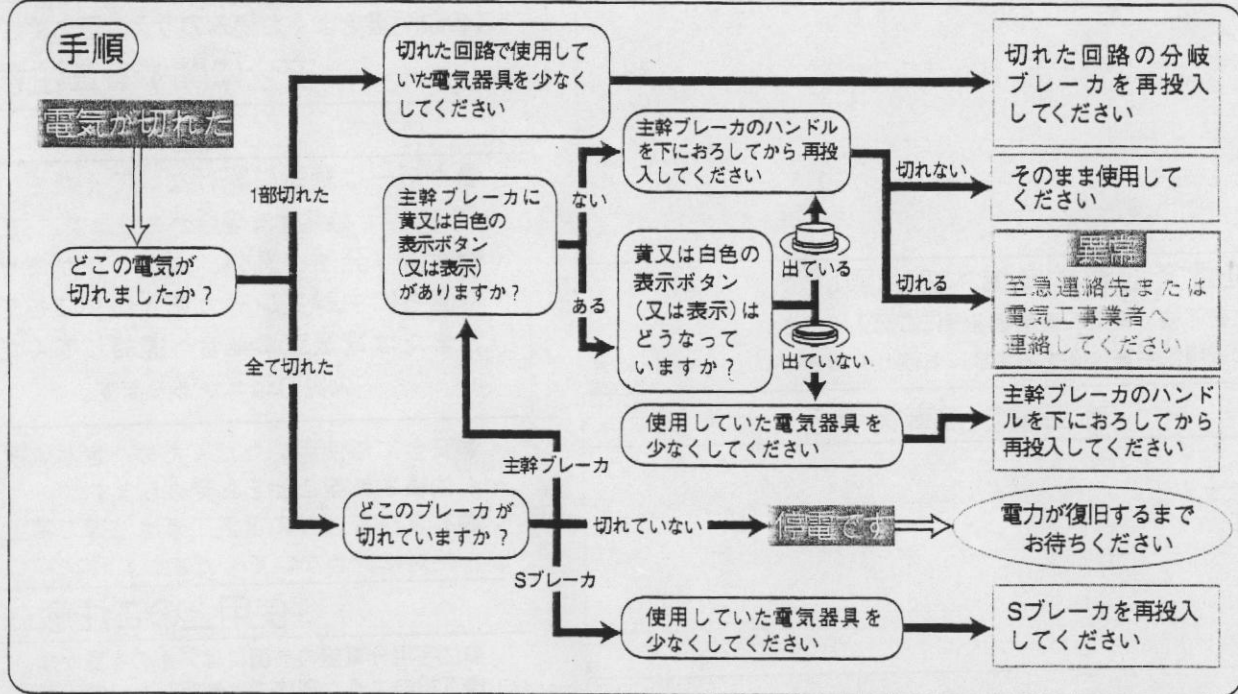 手順
電気が切れた
どこの電気が
切れましたか？
1部切れた
全て切れた
切れた回路で使用して
いた電気器具を少なく
してください
切れた回路の分岐
ブレーカを再投入
してください
主幹ブレーカに
黄又は白色の
表示ボタン
(又は表示)
がありますか？
ない
ある
主幹ブレーカのハンドル
を下におろしてから再投
入してください
切れない
そのまま使用して
ください
切れる
異常
至急連絡先または
電気工事業者へ
連絡してください
黄又は白色の
表示ボタン
(又は表示)は
どうなって
いますか？
出ている
出ていない
使用していた電気器具を
少なくしてください
主幹ブレーカのハンド
ルを下におろしてから
再投入してください
どこのブレーカが
切れていますか？
主幹ブレーカ
切れていない
停電です
電力が復旧するまで
お待ちください
Sブレーカ
使用していた電気器具を
少なくしてください
Sブレーカを再投入
してください